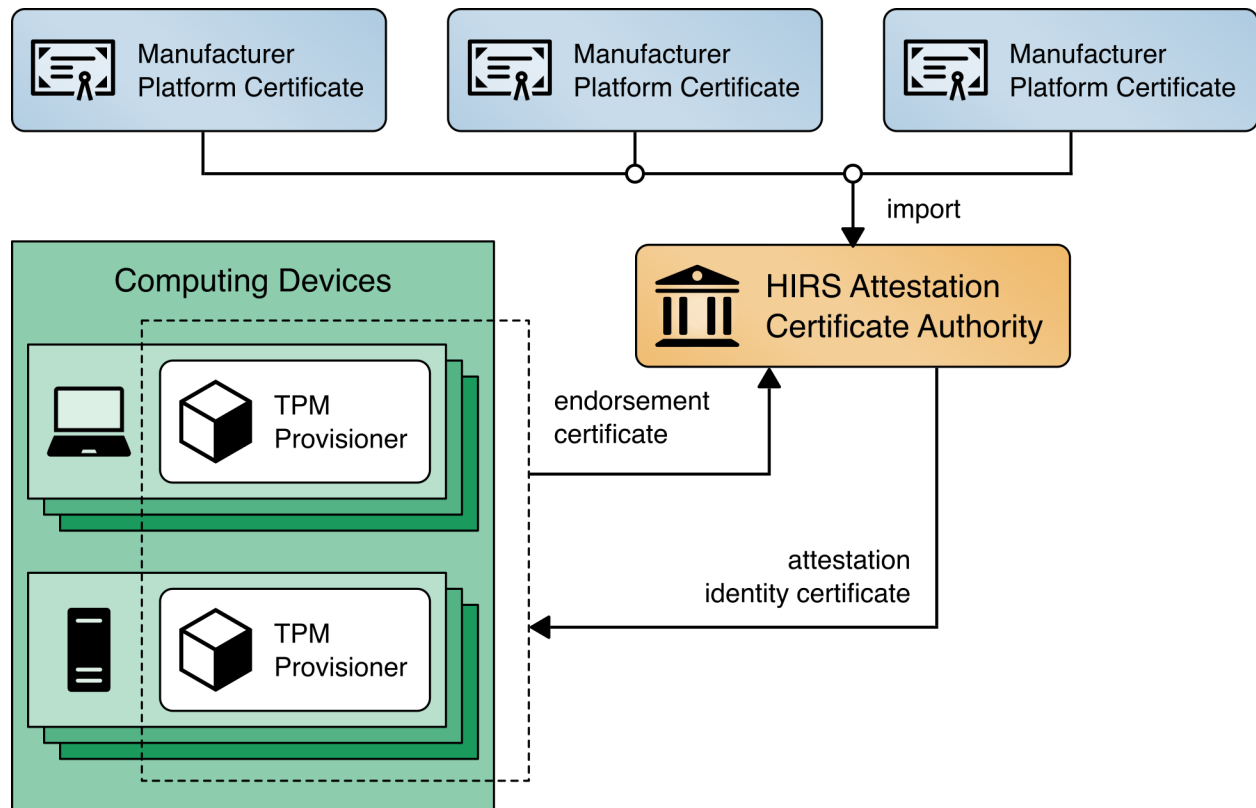 Manufacturer
Platform Certificate
Manufacturer
Platform Certificate
Manufacturer
Platform Certificate
import
Computing Devices
HIRS Attestation
Certificate Authority
TPM
Provisioner
endorsement
certificate
attestation
identity certificate
TPM
Provisioner